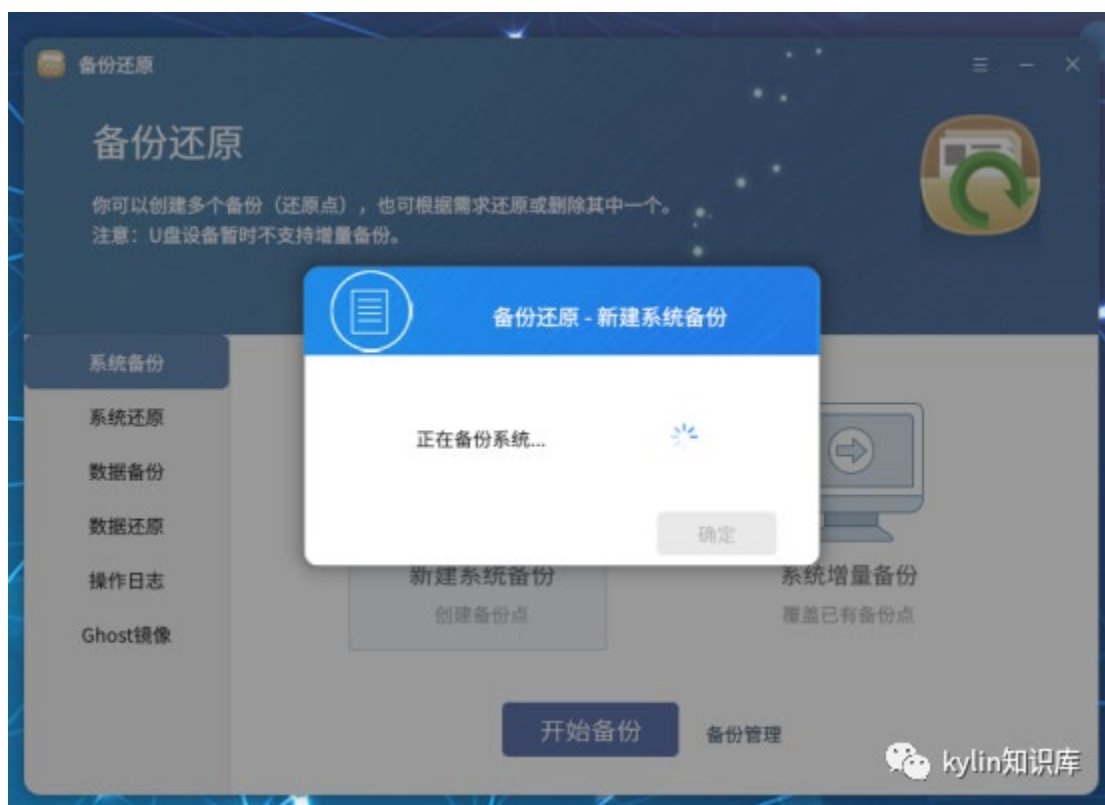 备份还原
备份还原
你可以创建多个备份（还原点），也可根据需求还原或删除其中一个。
注意：U盘设备暂时不支持增量备份。
备份还原 - 新建系统备份
正在备份系统...
确定
系统备份
系统还原
数据备份
数据还原
操作日志
Ghost镜像
新建系统备份
创建备份点
系统增量备份
覆盖已有备份点
开始备份
备份管理
kylin知识库